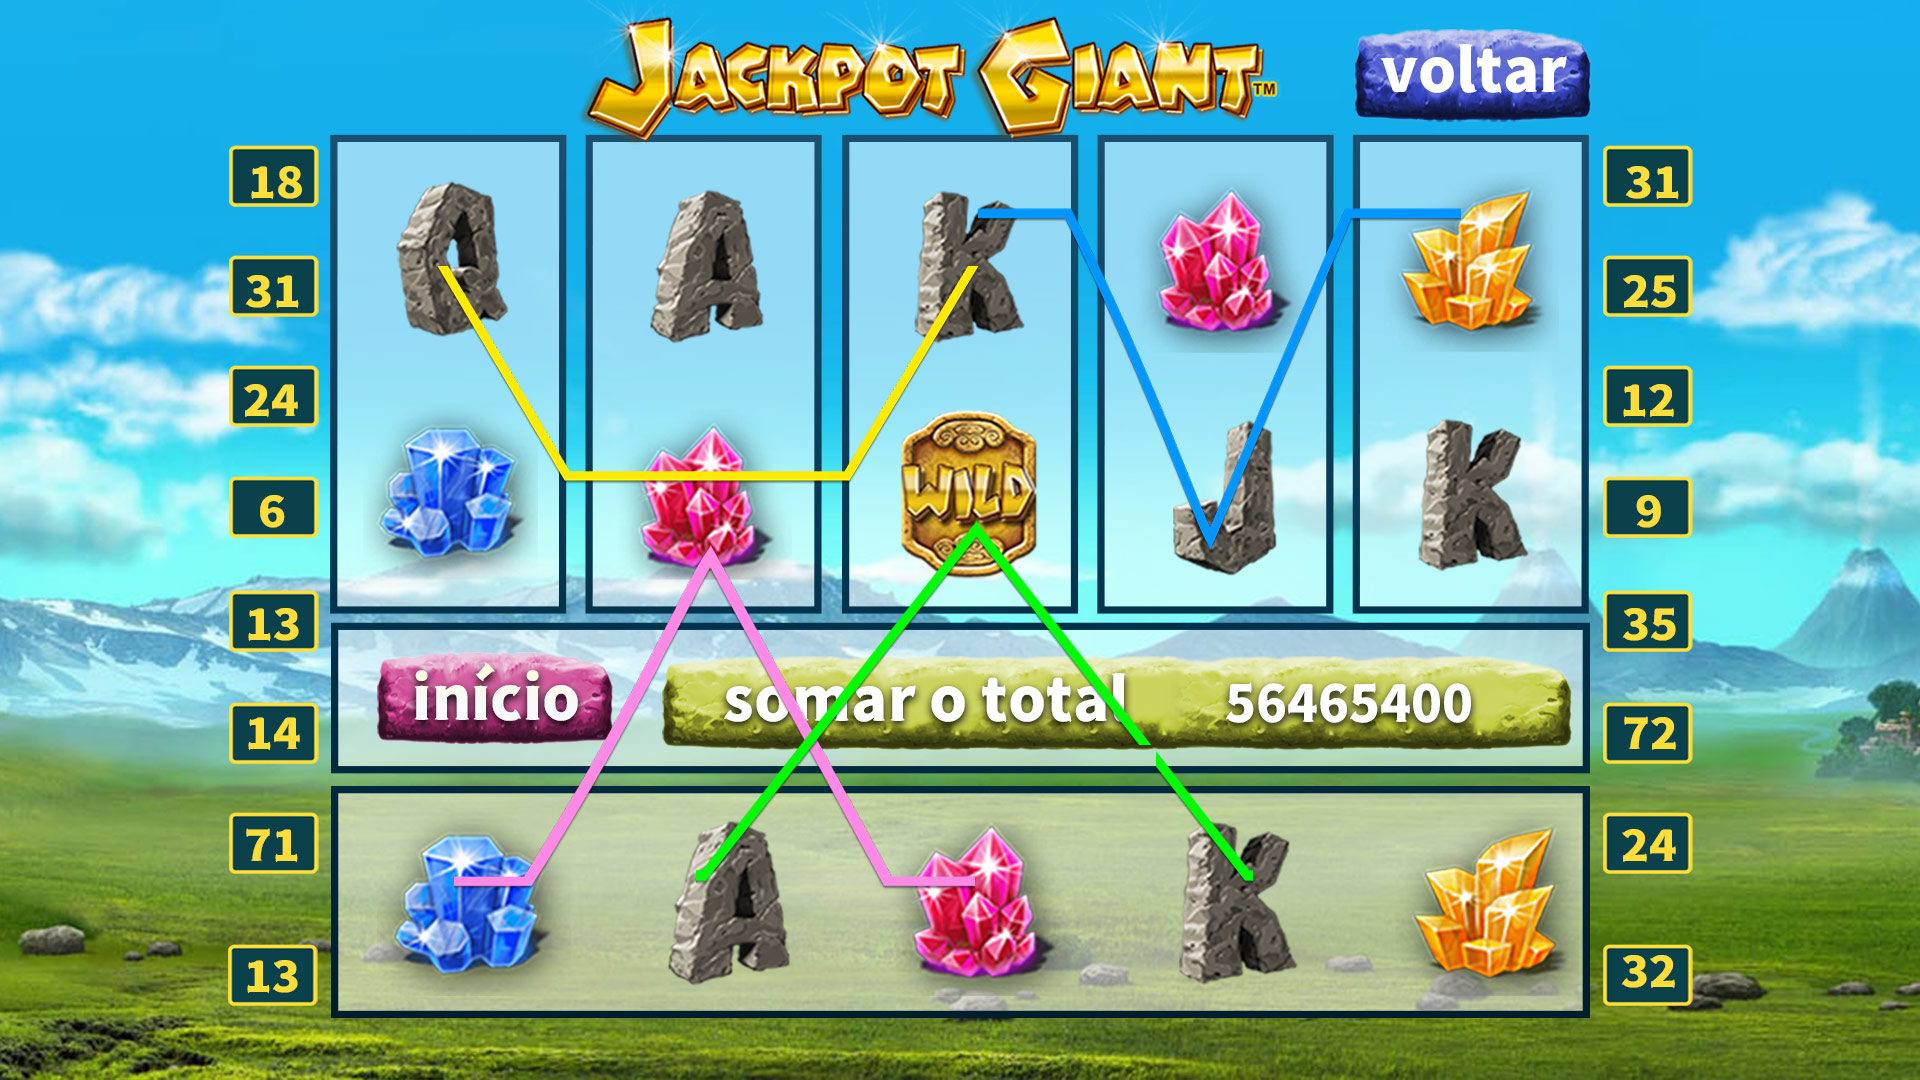 JACKPOT GIANT™
voltar
18
31
Q
A
K
31
25
24
12
6
WILD
J
K
9
13
35
início
somar o total 56465400
14
72
71
24
A
K
13
32